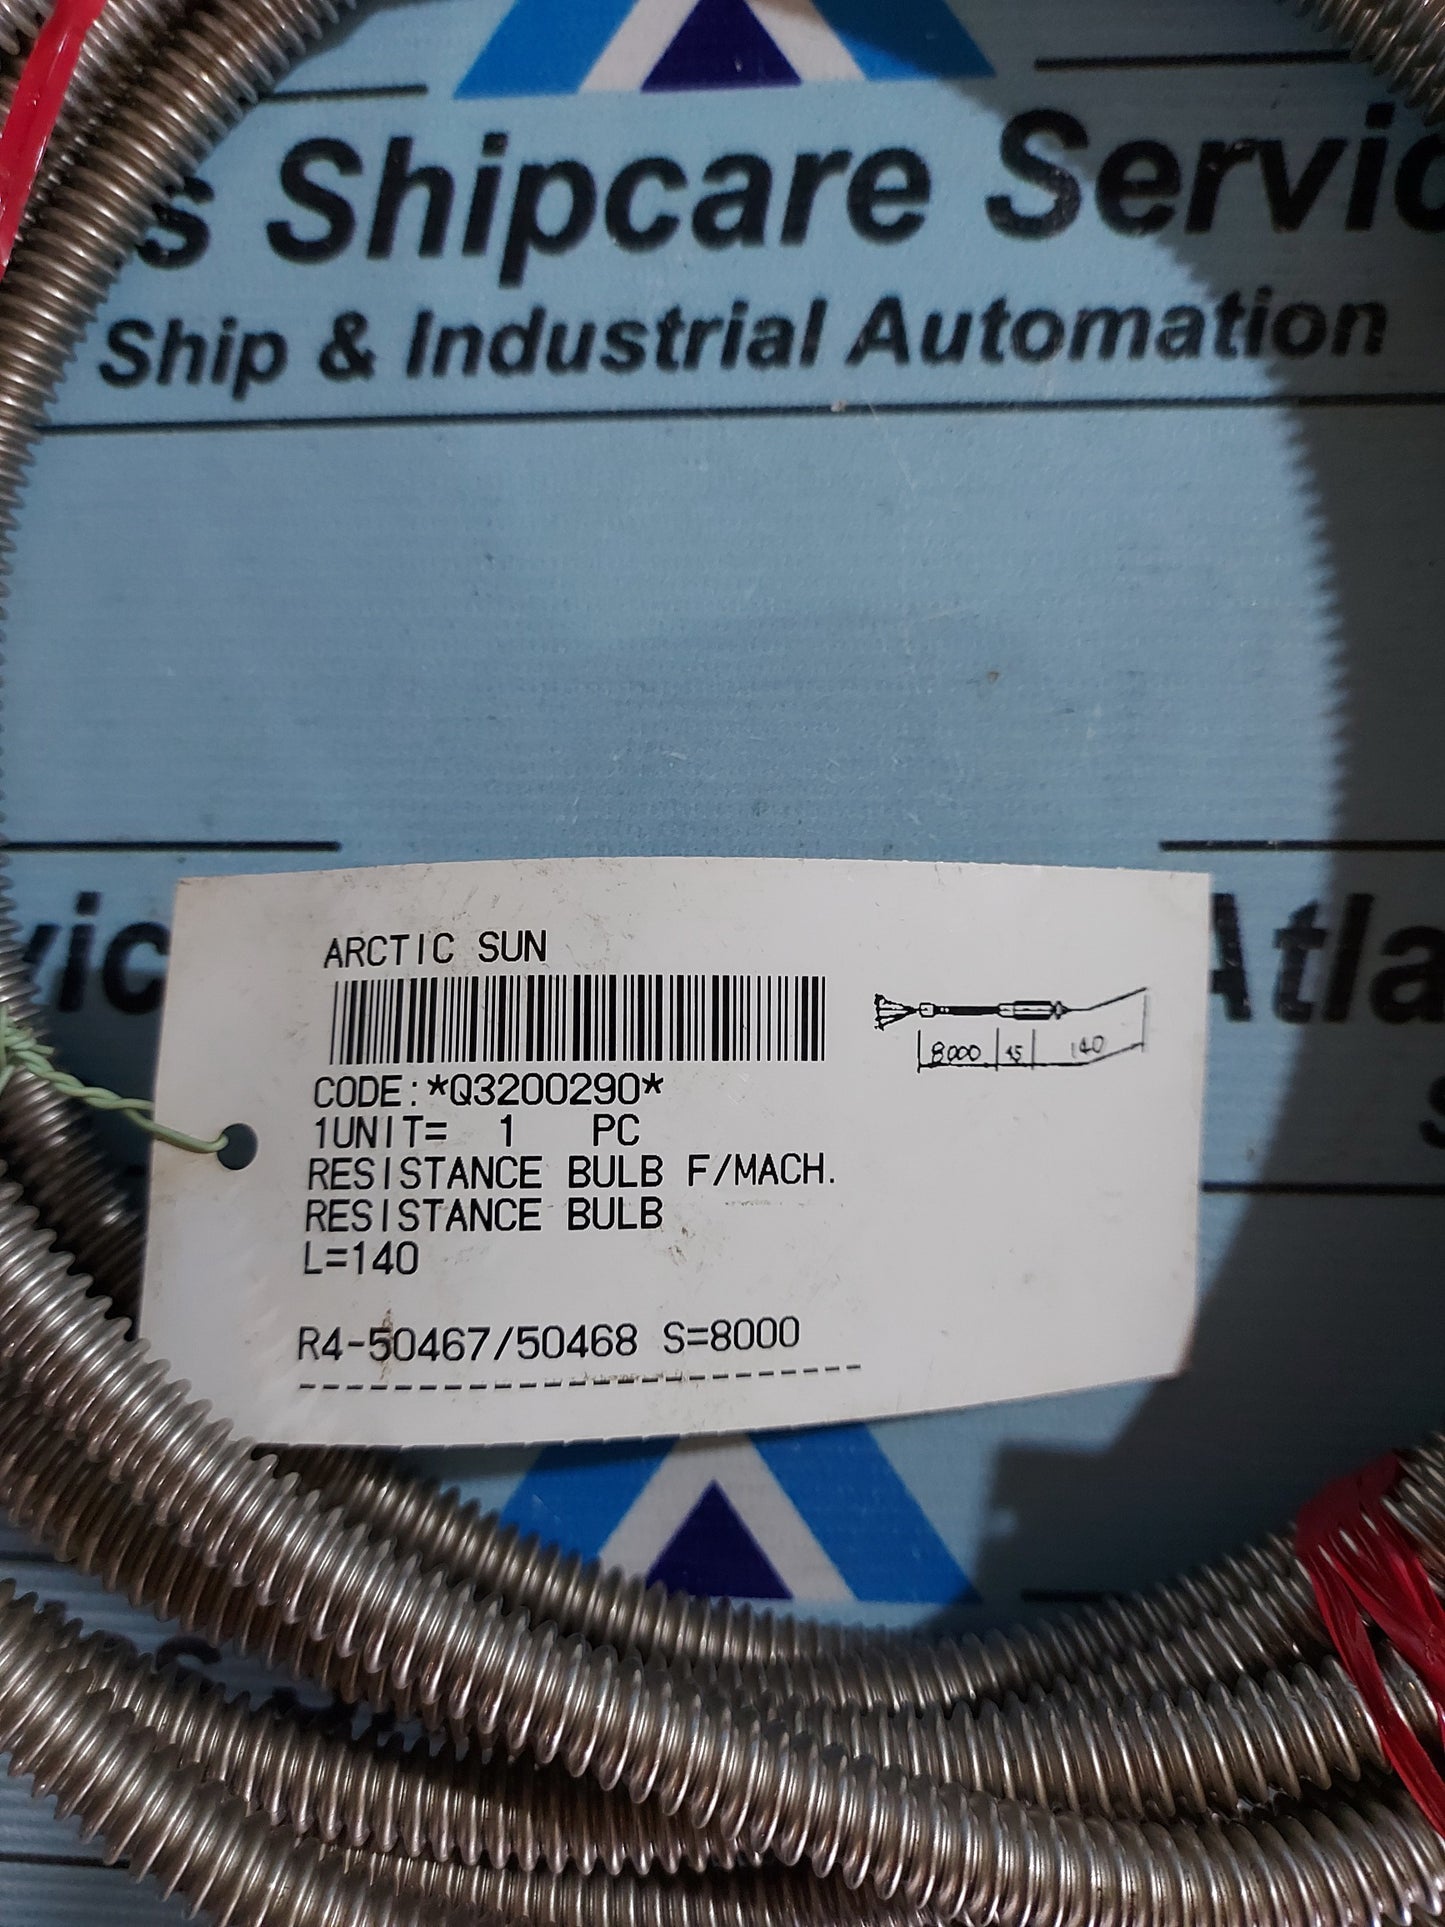 s Shipcare Servic
Ship & Industrial Automation
vic
Atla
ARCTIC SUN
CODE:*Q3200290*
1UNIT= 1 PC
RESISTANCE BULB F/MACH.
RESISTANCE BULB
L=140
R4-50467/50468 S=8000
8000 45 140